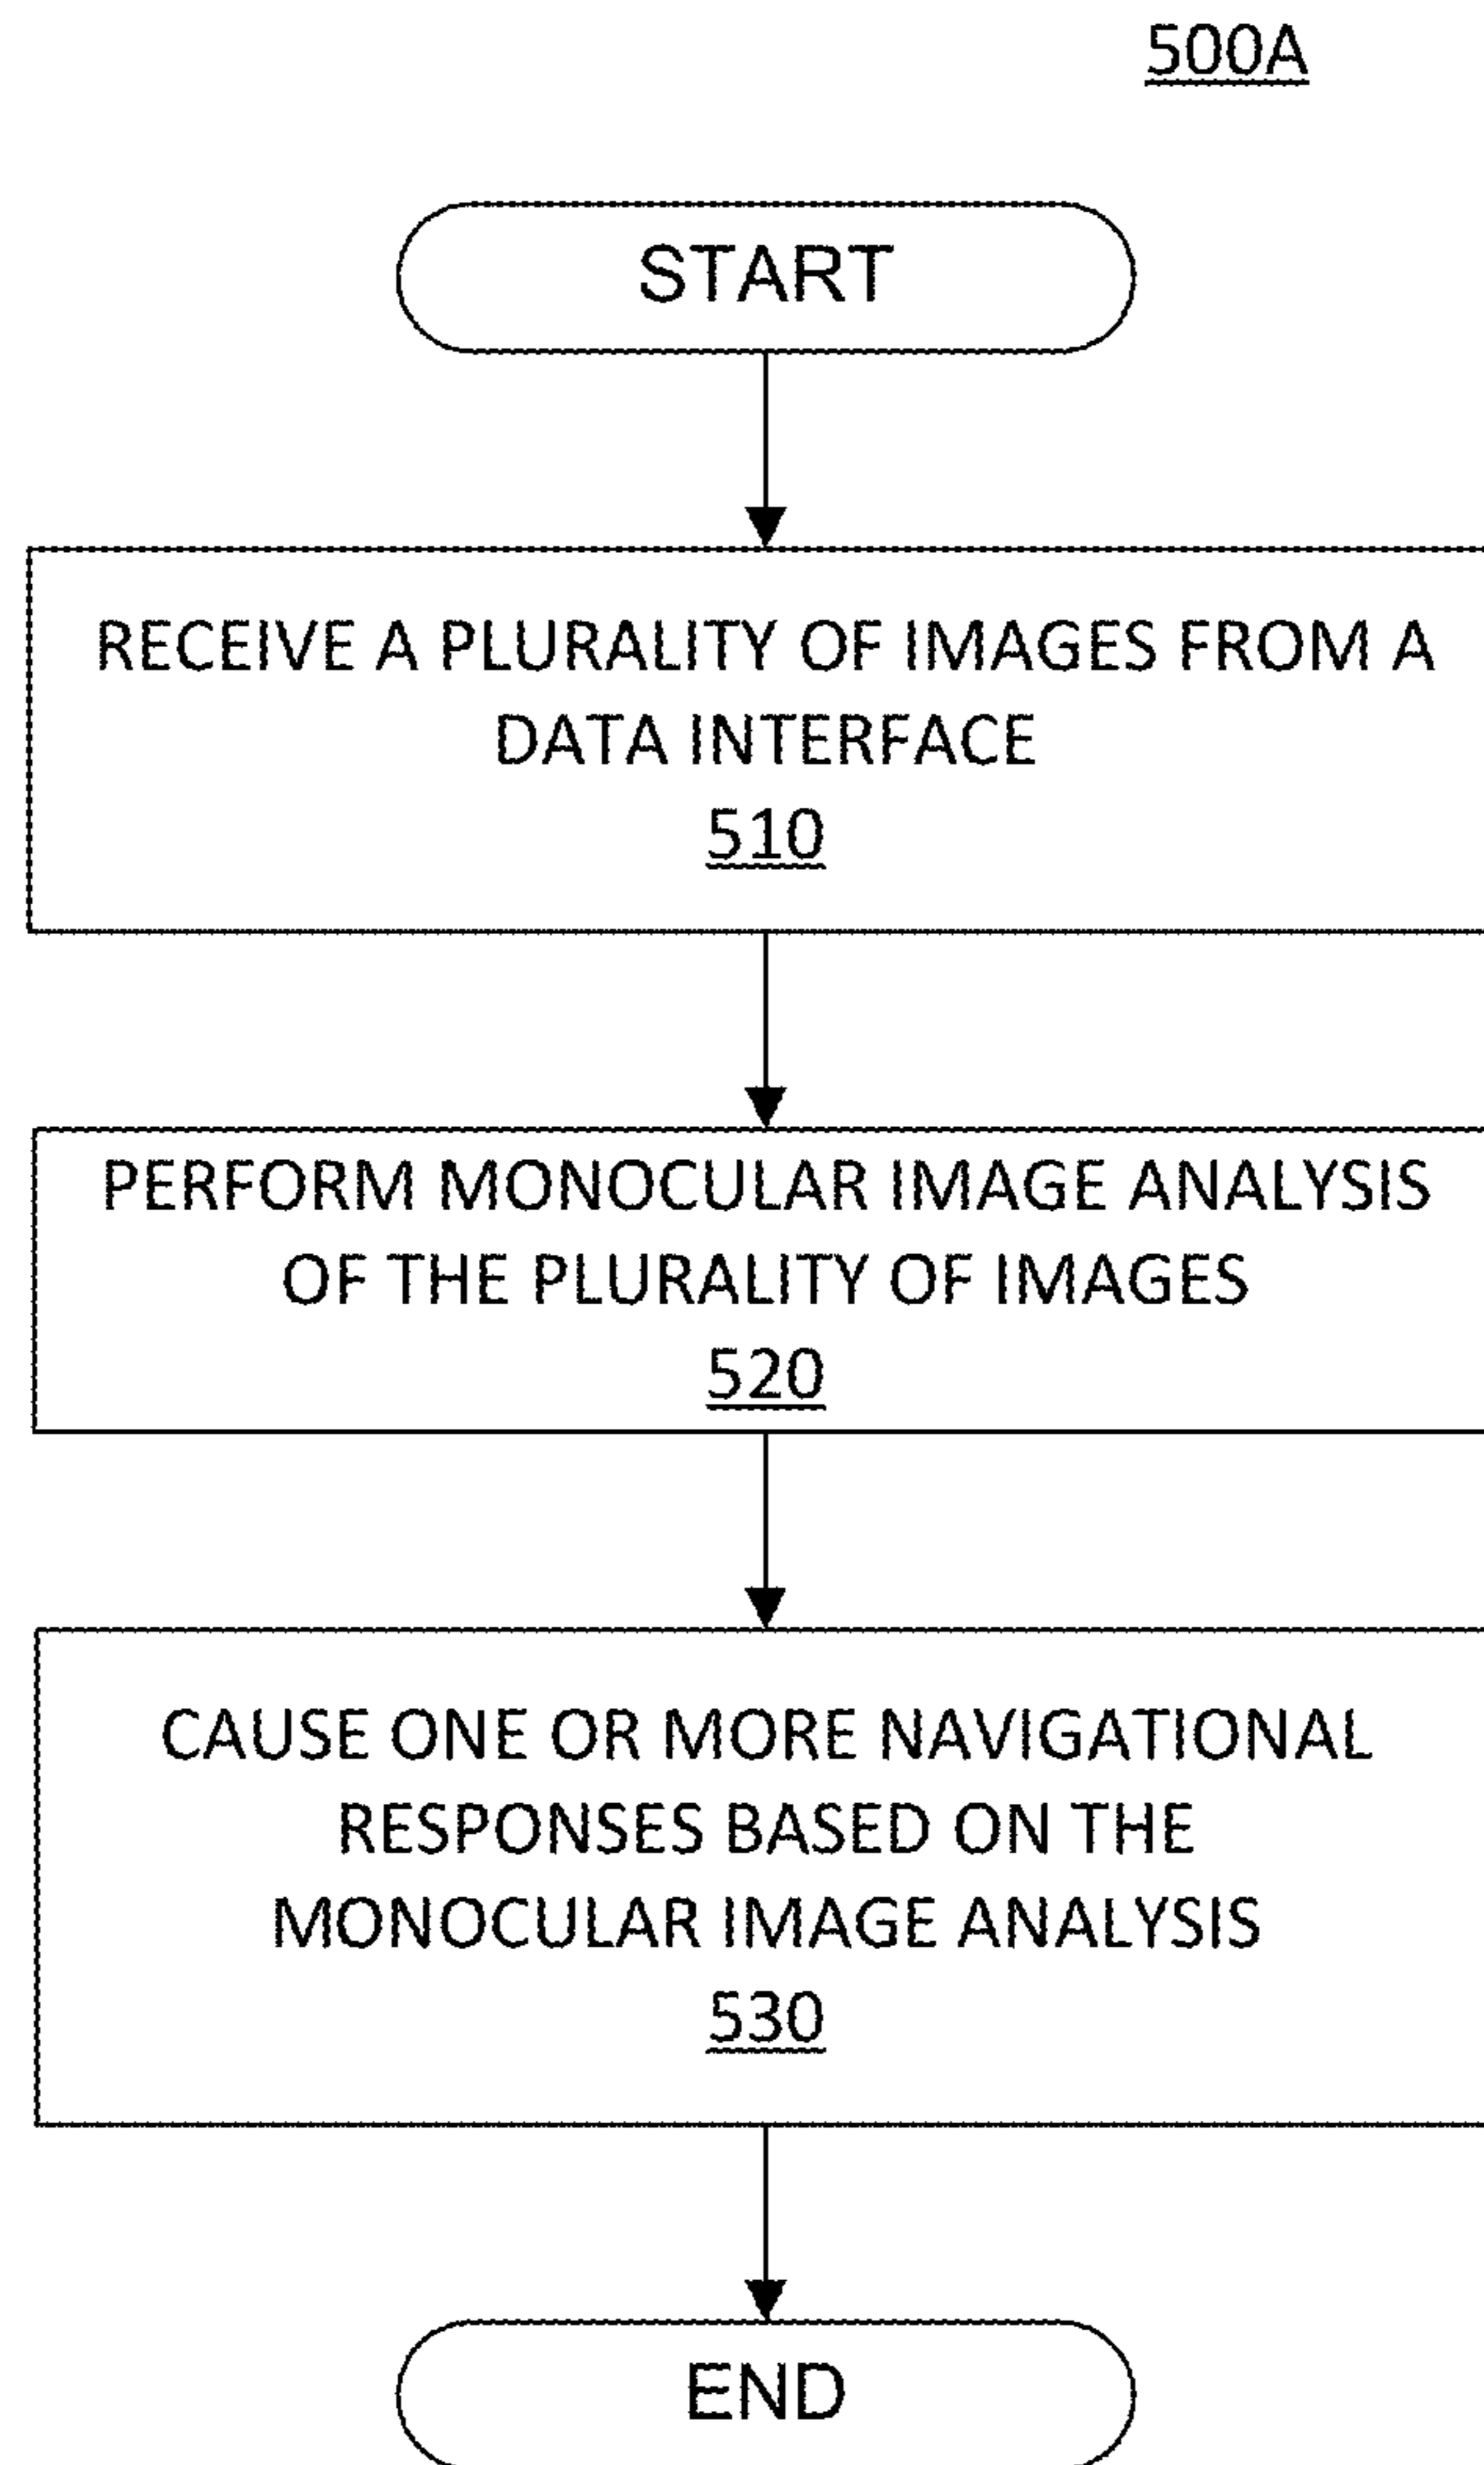 500A
START
RECEIVE A PLURALITY OF IMAGES FROM A
DATA INTERFACE
510
PERFORM MONOCULAR IMAGE ANALYSIS
OF THE PLURALITY OF IMAGES
520
CAUSE ONE OR MORE NAVIGATIONAL
RESPONSES BASED ON THE
MONOCULAR IMAGE ANALYSIS
530
END